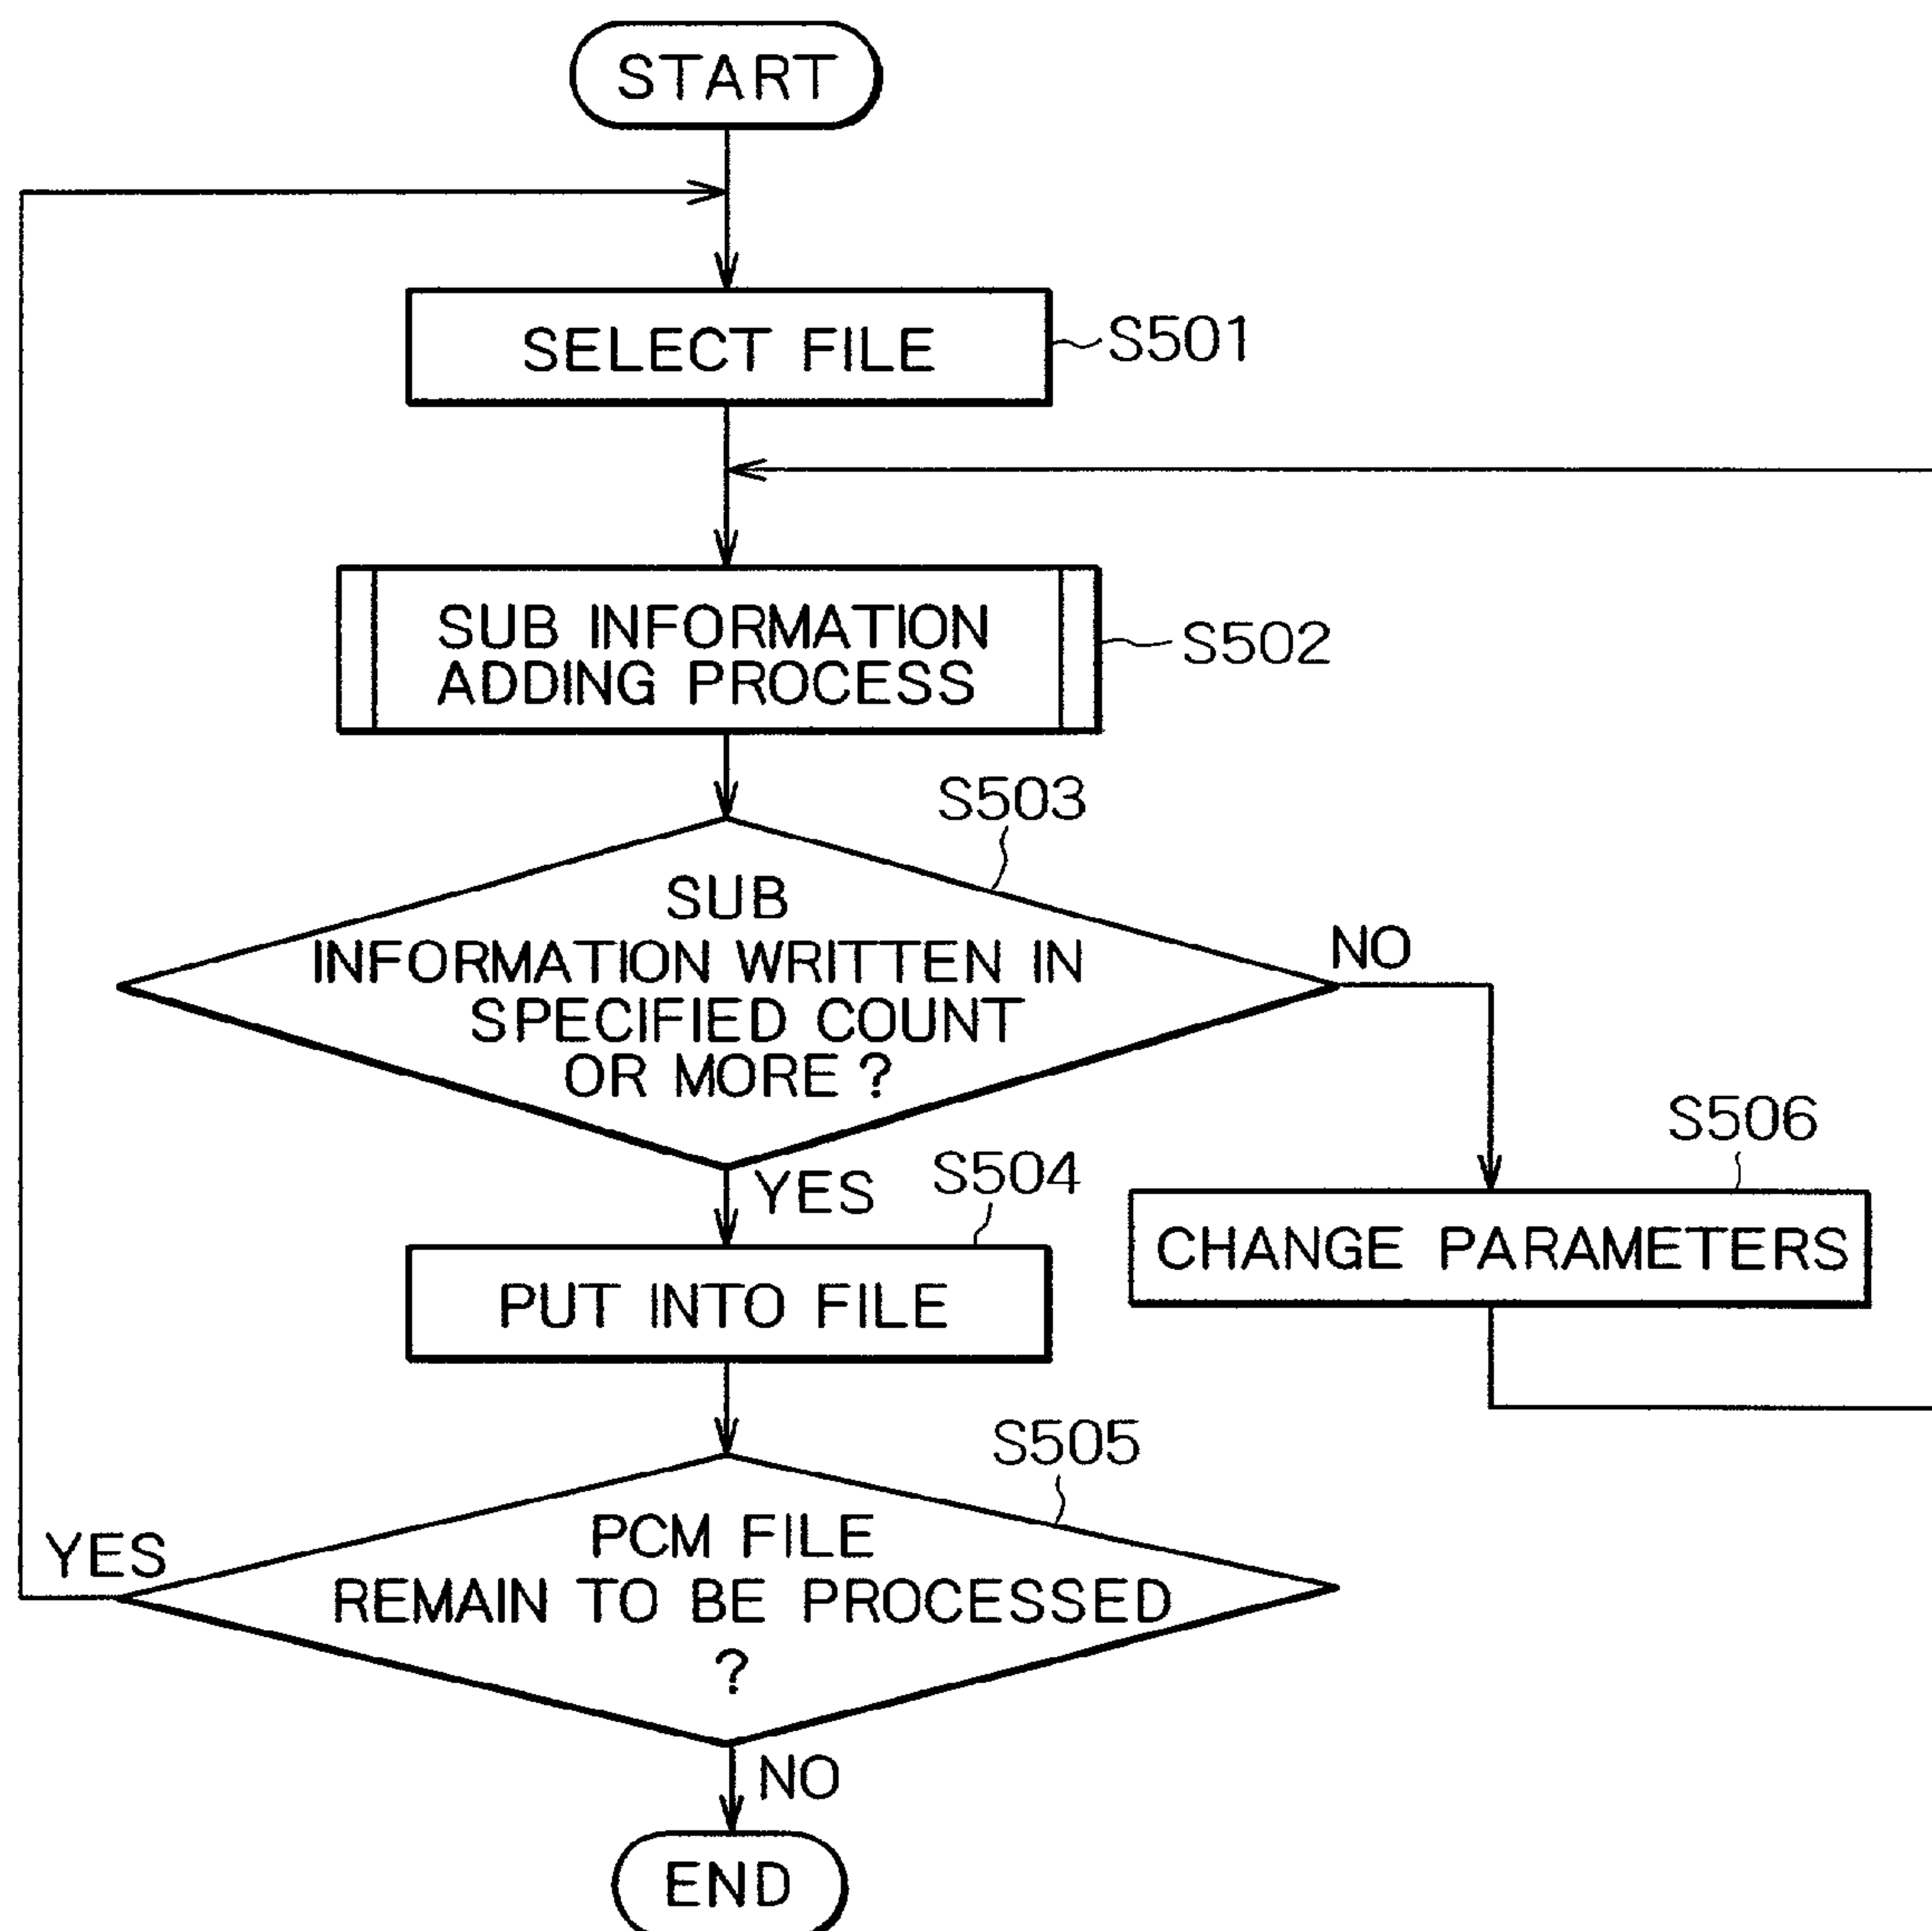 START
SELECT FILE
S501
SUB INFORMATION
ADDING PROCESS
S502
S503
SUB
INFORMATION WRITTEN IN
SPECIFIED COUNT
OR MORE ?
NO
YES
S504
PUT INTO FILE
S506
CHANGE PARAMETERS
S505
PCM FILE
REMAIN TO BE PROCESSED
?
YES
NO
END